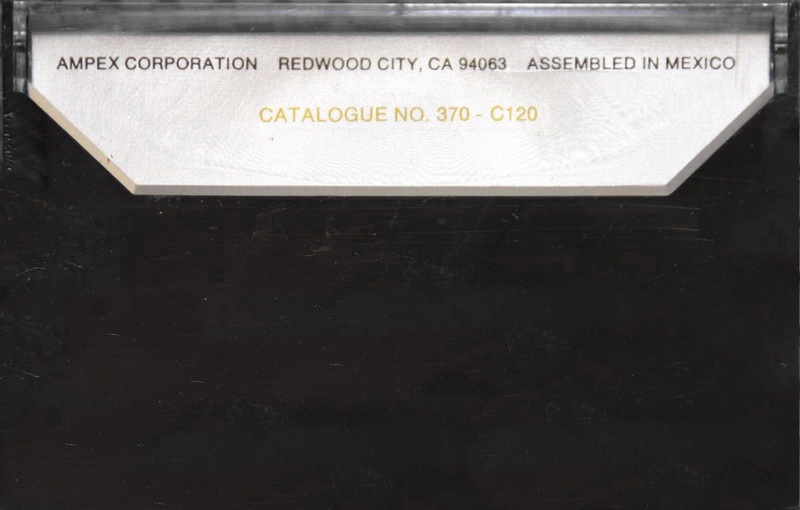 AMPEX CORPORATION REDWOOD CITY, CA 94063 ASSEMBLED IN MEXICO
CATALOGUE NO. 370 - C120